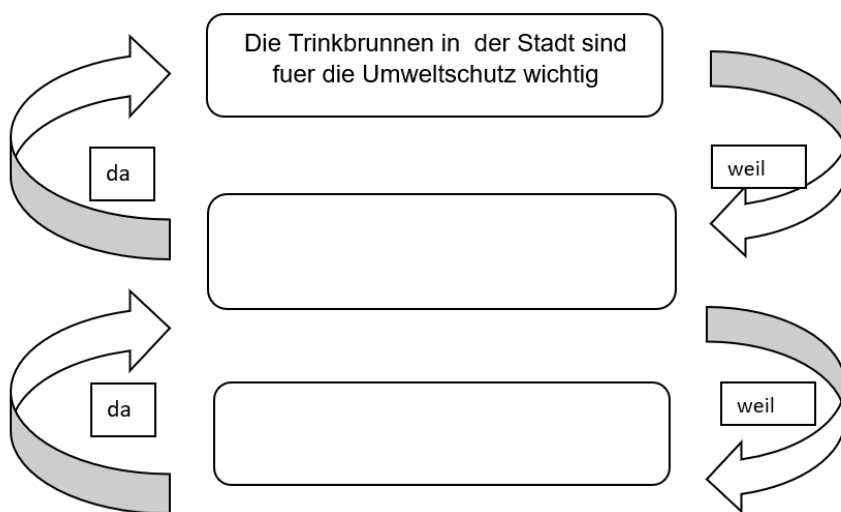 Die Trinkbrunnen in  der Stadt sind
fuer die Umweltschutz wichtig
da
weil
da
weil